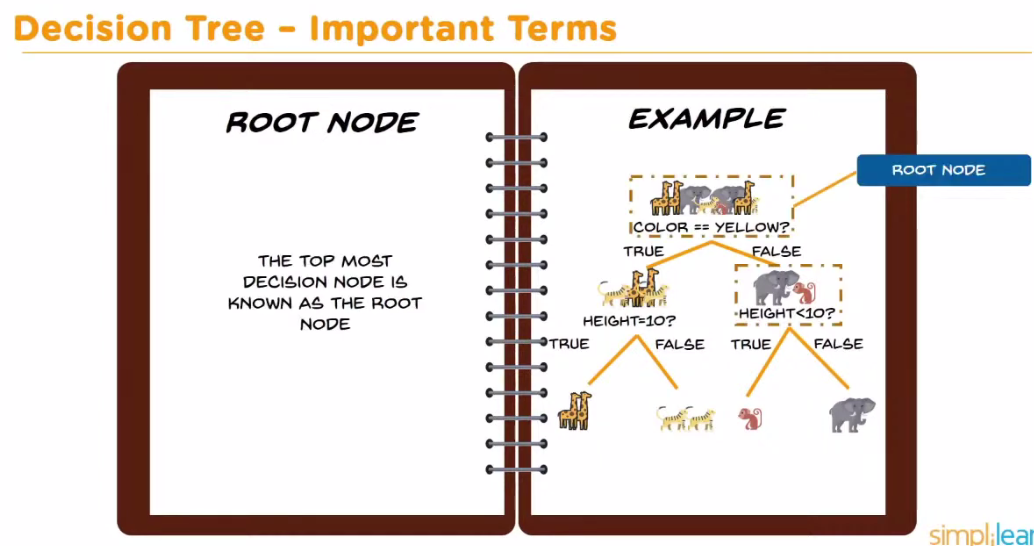 Decision Tree – Important Terms
ROOT NODE
THE TOP MOST
DECISION NODE IS
KNOWN AS THE ROOT
NODE
EXAMPLE
ROOT NODE
COLOR == YELLOW?
TRUE FALSE
HEIGHT=10? HEIGHT<10?
TRUE FALSE TRUE FALSE
simplilear